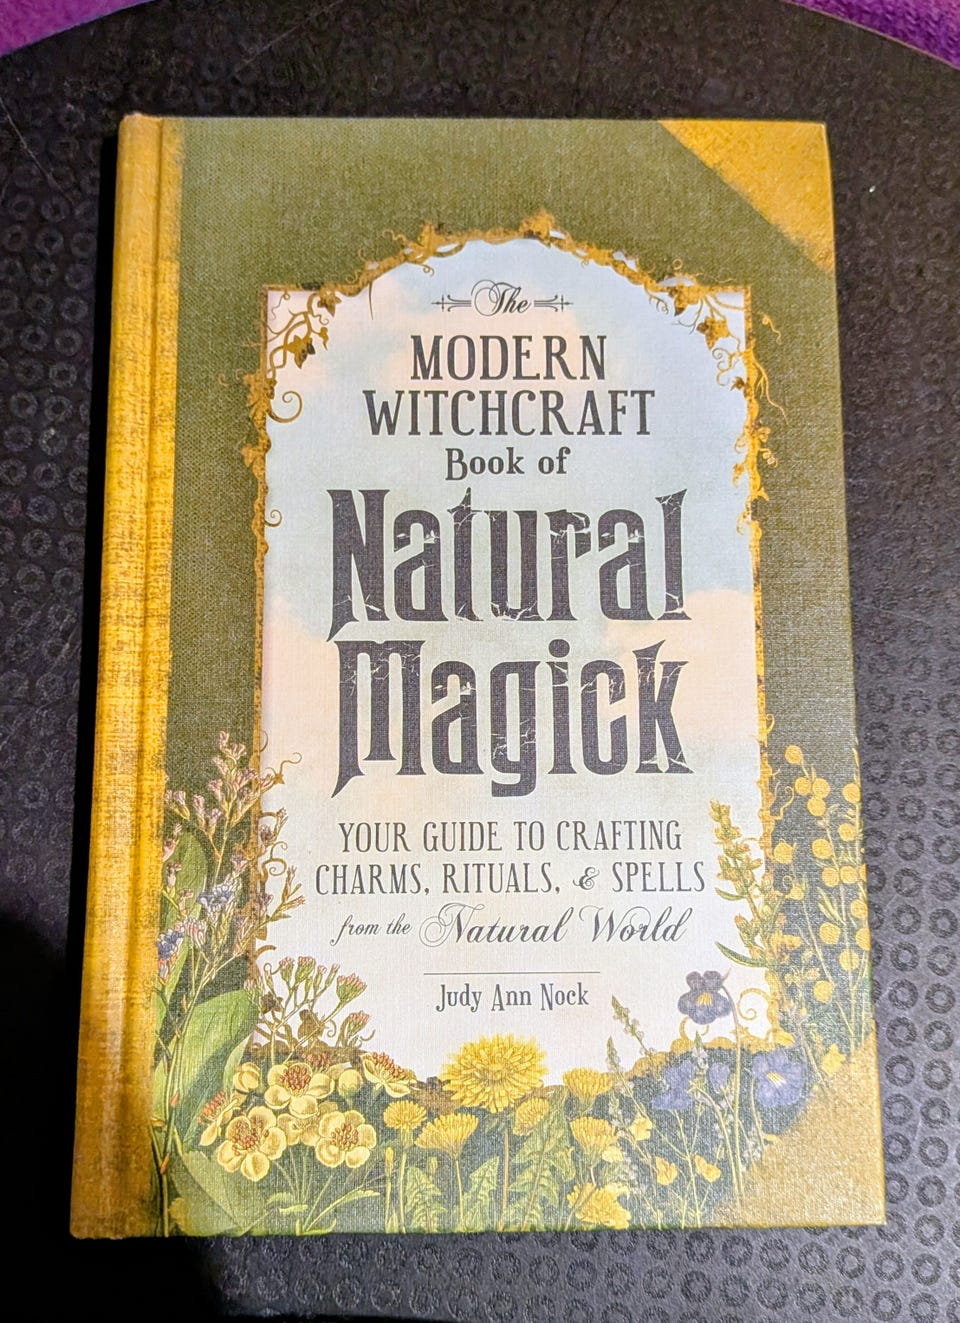 The
MODERN
WITCHCRAFT
Book of
Natural
Magick
YOUR GUIDE TO CRAFTING
CHARMS, RITUALS, & SPELLS
from the Natural World
Judy Ann Nock